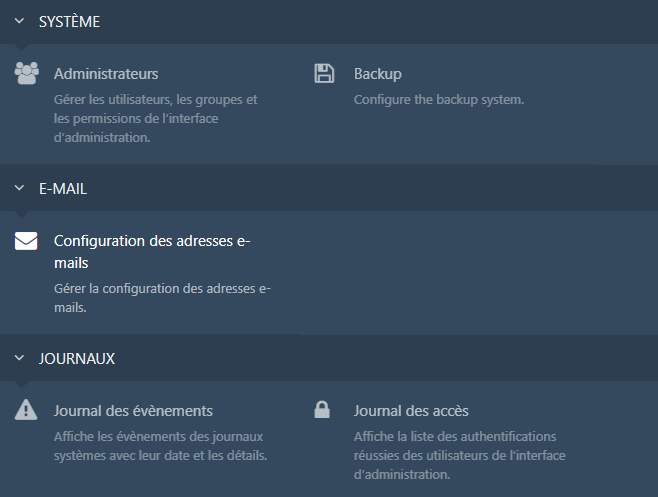 SYSTÈME
Administrateurs
Gérer les utilisateurs, les groupes et
les permissions de l'interface
d'administration.
Backup
Configure the backup system.
E-MAIL
Configuration des adresses e-
mails
Gérer la configuration des adresses e-
mails.
JOURNAUX
Journal des évènements
Affiche les évènements des journaux
systèmes avec leur date et les détails.
Journal des accès
Affiche la liste des authentifications
réussies des utilisateurs de l'interface
d'administration.